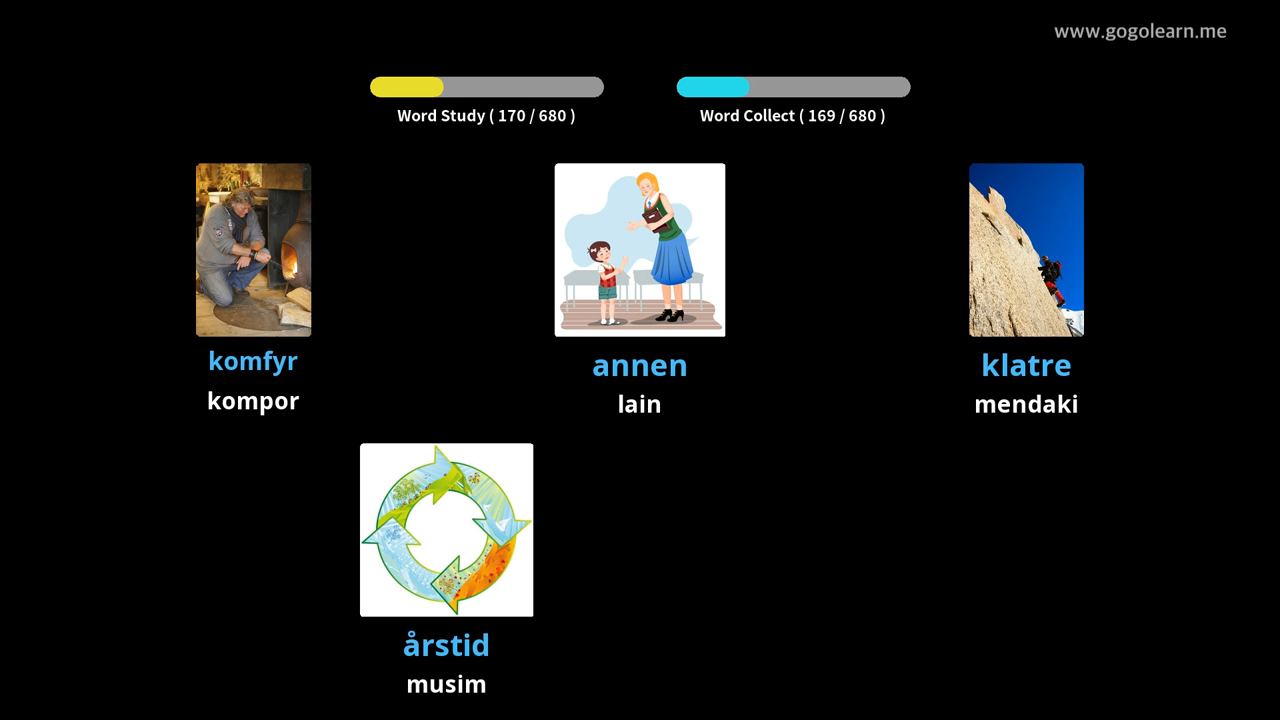 www.gogolearn.me
Word Study ( 170 / 680 )
Word Collect ( 169 / 680 )
komfyr
kompor
annen
lain
klatre
mendaki
årstid
musim